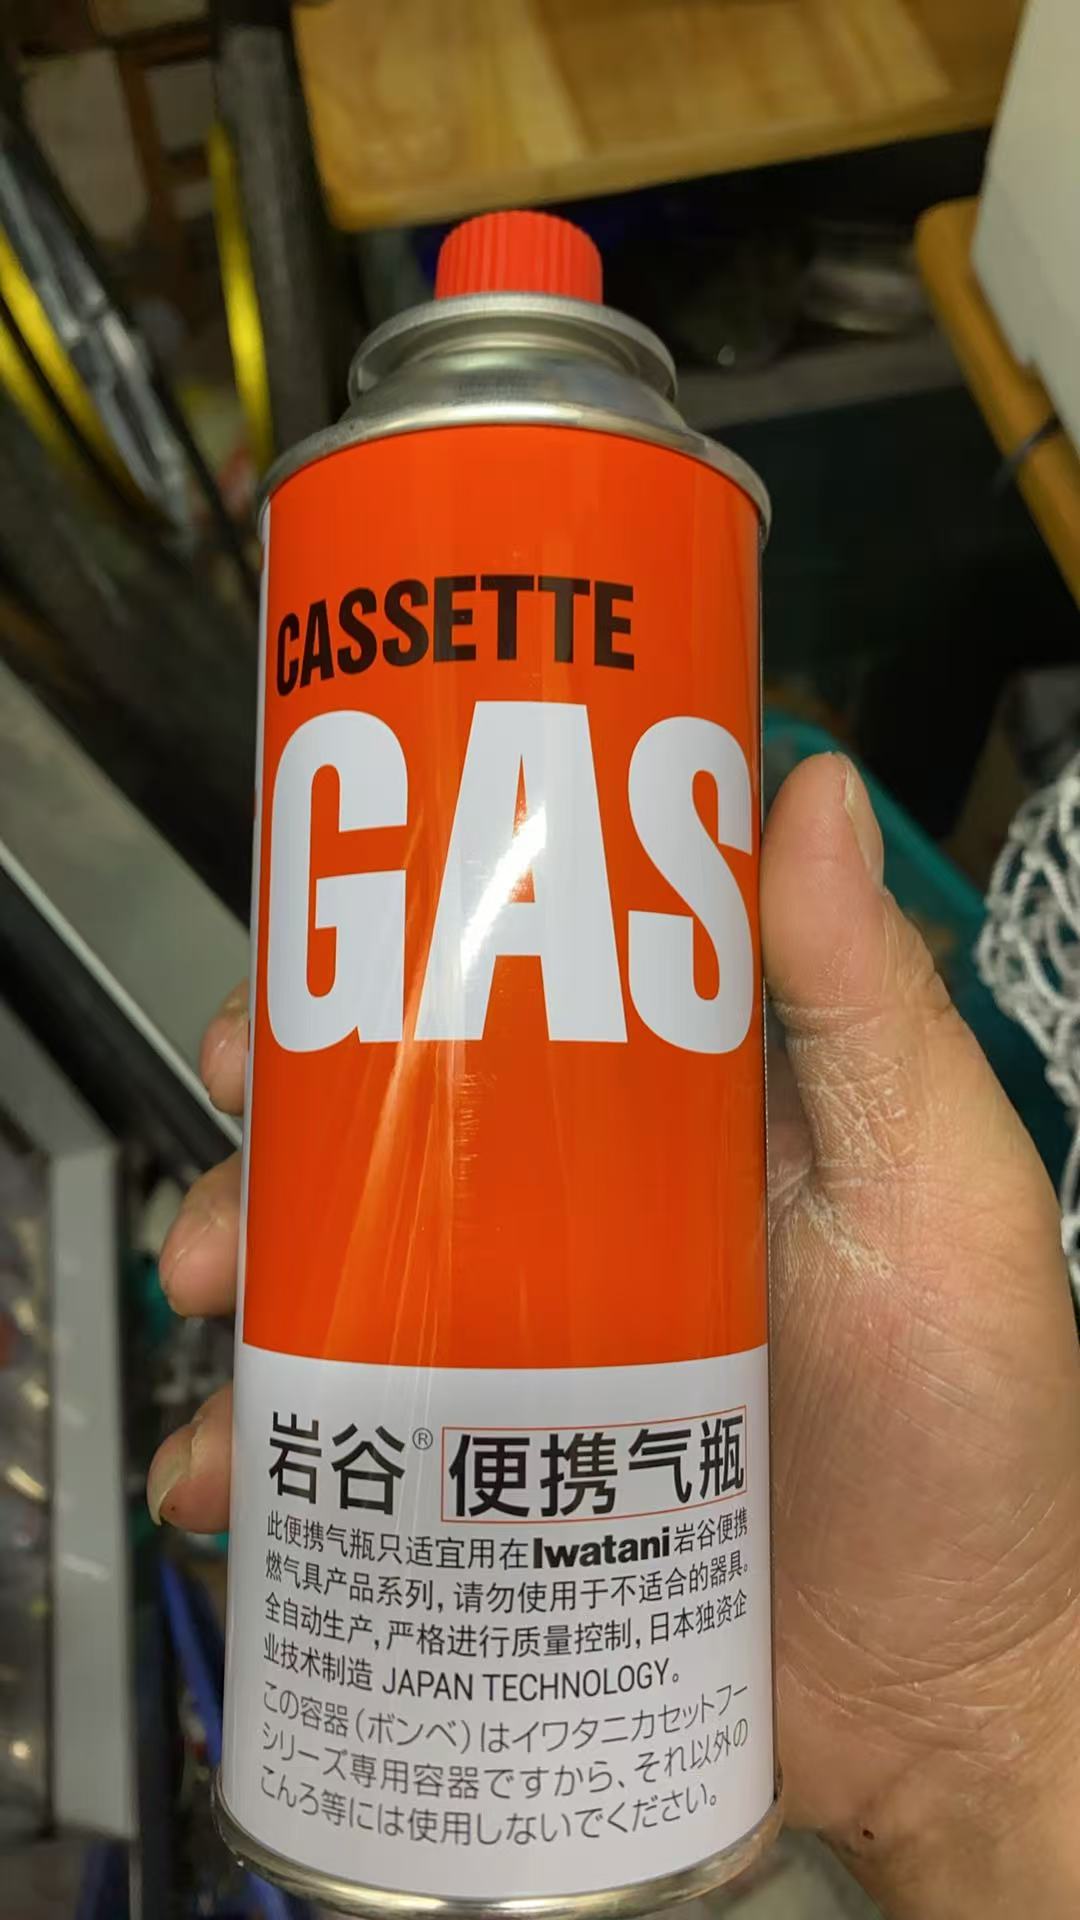 CASSETTE
GAS
岩谷® 便携气瓶
此便携气瓶只适宜用在Iwatani岩谷便携
燃气具产品系列，请勿使用于不适合的器具。
全自动生产，严格进行质量控制，日本独资企
业技术制造 JAPAN TECHNOLOGY。
この容器（ボンベ）はイワタニカセットフー
シリーズ専用容器ですから、それ以外の
こんろ等には使用しないでください。